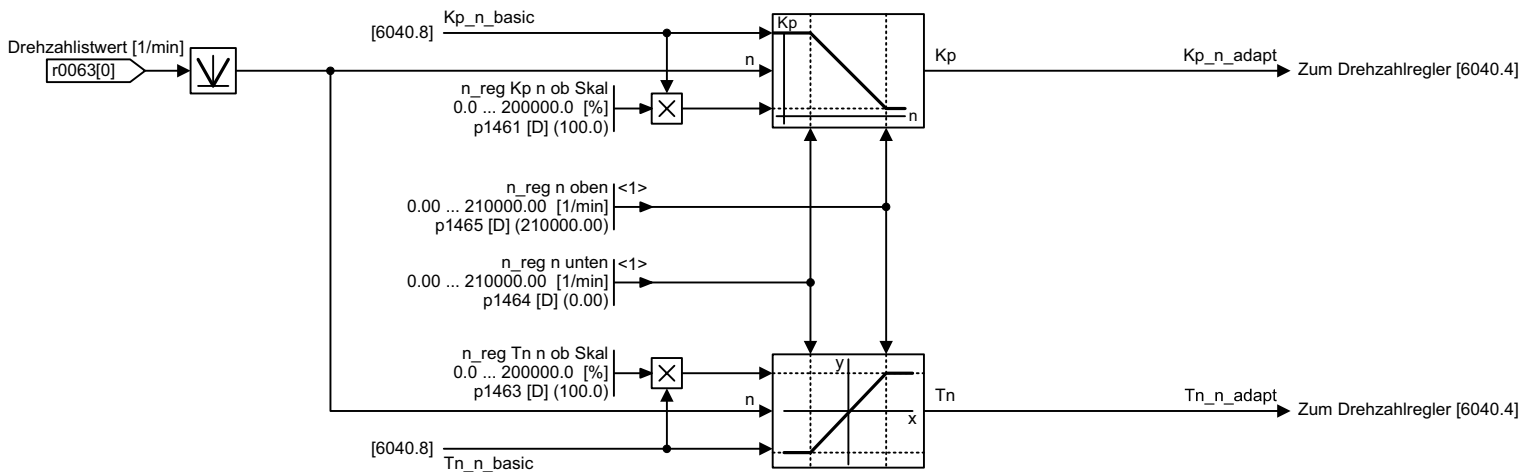 Kp_n_basic
[6040.8]
Drehzahlistwert [1/min]
r0063[0]
Kp
n
n
Kp
Kp_n_adapt
Zum Drehzahlregler [6040.4]
n_reg Kp n ob Skal
0.0 ... 200000.0 [%]
p1461 [D] (100.0)
n_reg n oben <1>
0.00 ... 210000.00 [1/min]
p1465 [D] (210000.00)
n_reg n unten <1>
0.00 ... 210000.00 [1/min]
p1464 [D] (0.00)
n_reg Tn n ob Skal
0.0 ... 200000.0 [%]
p1463 [D] (100.0)
y
n
x
Tn
Tn_n_adapt
Zum Drehzahlregler [6040.4]
[6040.8]
Tn_n_basic